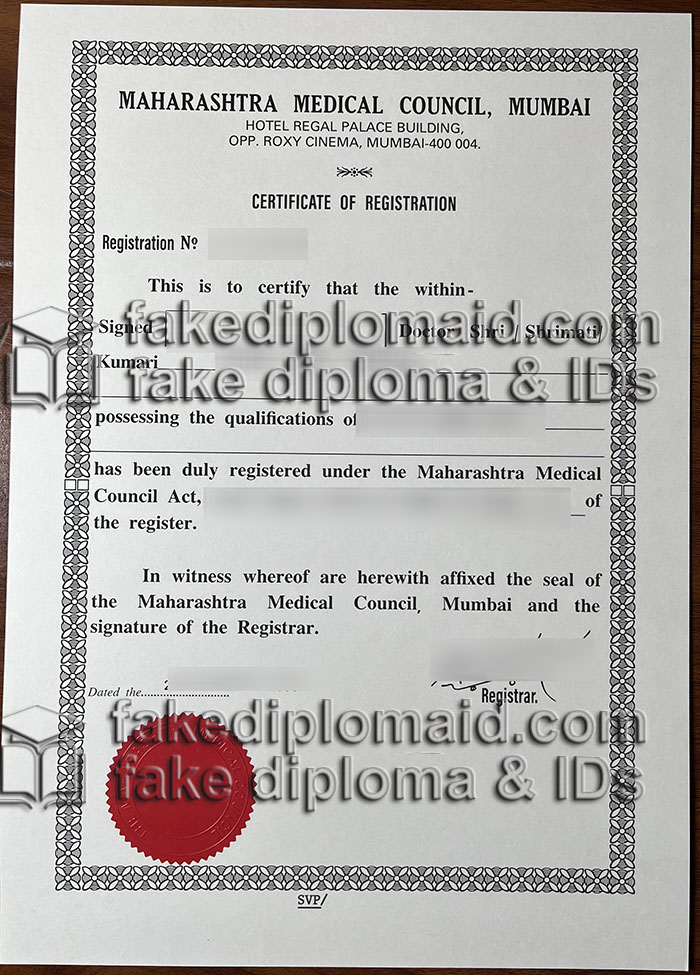 MAHARASHTRA MEDICAL COUNCIL, MUMBAI
HOTEL REGAL PALACE BUILDING,
OPP. ROXY CINEMA, MUMBAI-400 004.
CERTIFICATE OF REGISTRATION
Registration Nº
This is to certify that the within-
fakediplomaid.com
Signed [ ] Doctor Shri / Shrimati/
Kumari
fake diploma & IDs
possessing the qualifications of
has been duly registered under the Maharashtra Medical
Council Act, of
the register.
In witness whereof are herewith affixed the seal of
the Maharashtra Medical Council, Mumbai and the
signature of the Registrar.
Dated the
Registrar.
fakediplomaid.com
fake diploma & IDs
SVP/